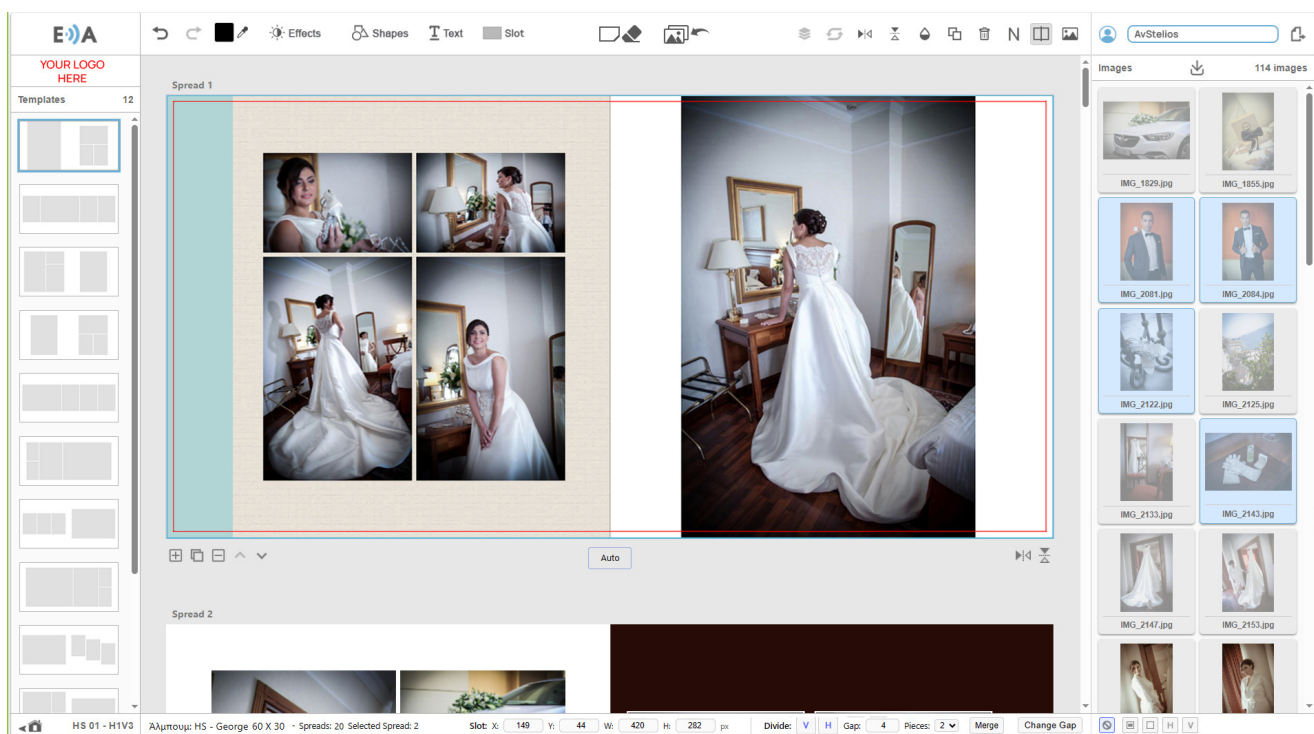 E A
Effects
Shapes
T Text
Slot
N
AvStelios
YOUR LOGO
HERE
Templates 12
Images 114 images
Spread 1
IMG_1829.jpg IMG_1855.jpg
IMG_2081.jpg IMG_2084.jpg
IMG_2122.jpg IMG_2125.jpg
IMG_2133.jpg IMG_2143.jpg
IMG_2147.jpg IMG_2153.jpg
Auto
Spread 2
HS 01 - H1V3 Άλμπουμ: HS - George 60 X 30 - Spreads: 20 Selected Spread: 2 Slot: X: 149 Y: 44 W: 420 H: 282 px Divide: V H Gap: 4 Pieces: 2 Merge Change Gap H V